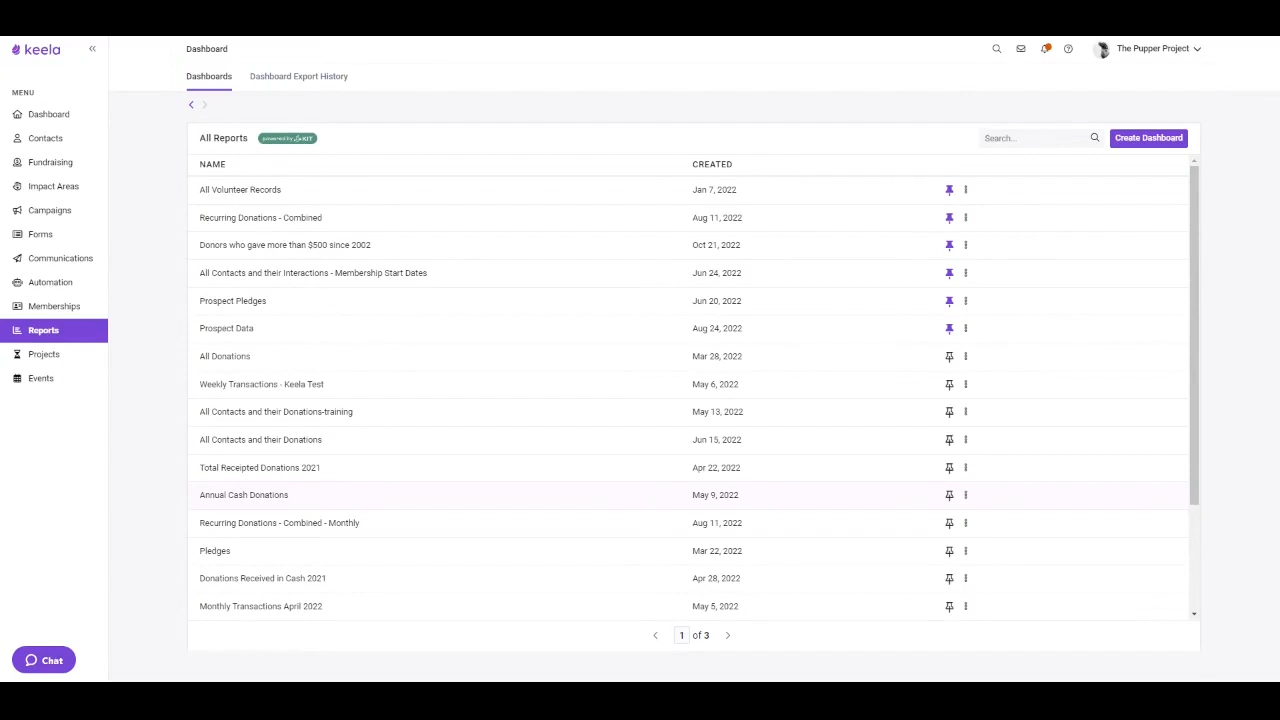 keela
Dashboard
The Pupper Project
Dashboards
Dashboard Export History
MENU
Dashboard
Contacts
Fundraising
Impact Areas
Campaigns
Forms
Communications
Automation
Memberships
Reports
Projects
Events
Chat
All Reports
powered by
KIT
Search...
Create Dashboard
NAME CREATED
All Volunteer Records Jan 7, 2022
Recurring Donations - Combined Aug 11, 2022
Donors who gave more than $500 since 2002 Oct 21, 2022
All Contacts and their Interactions - Membership Start Dates Jun 24, 2022
Prospect Pledges Jun 20, 2022
Prospect Data Aug 24, 2022
All Donations Mar 28, 2022
Weekly Transactions - Keela Test May 6, 2022
All Contacts and their Donations-training May 13, 2022
All Contacts and their Donations Jun 15, 2022
Total Receipted Donations 2021 Apr 22, 2022
Annual Cash Donations May 9, 2022
Recurring Donations - Combined - Monthly Aug 11, 2022
Pledges Mar 22, 2022
Donations Received in Cash 2021 Apr 28, 2022
Monthly Transactions April 2022 May 5, 2022
1 of 3